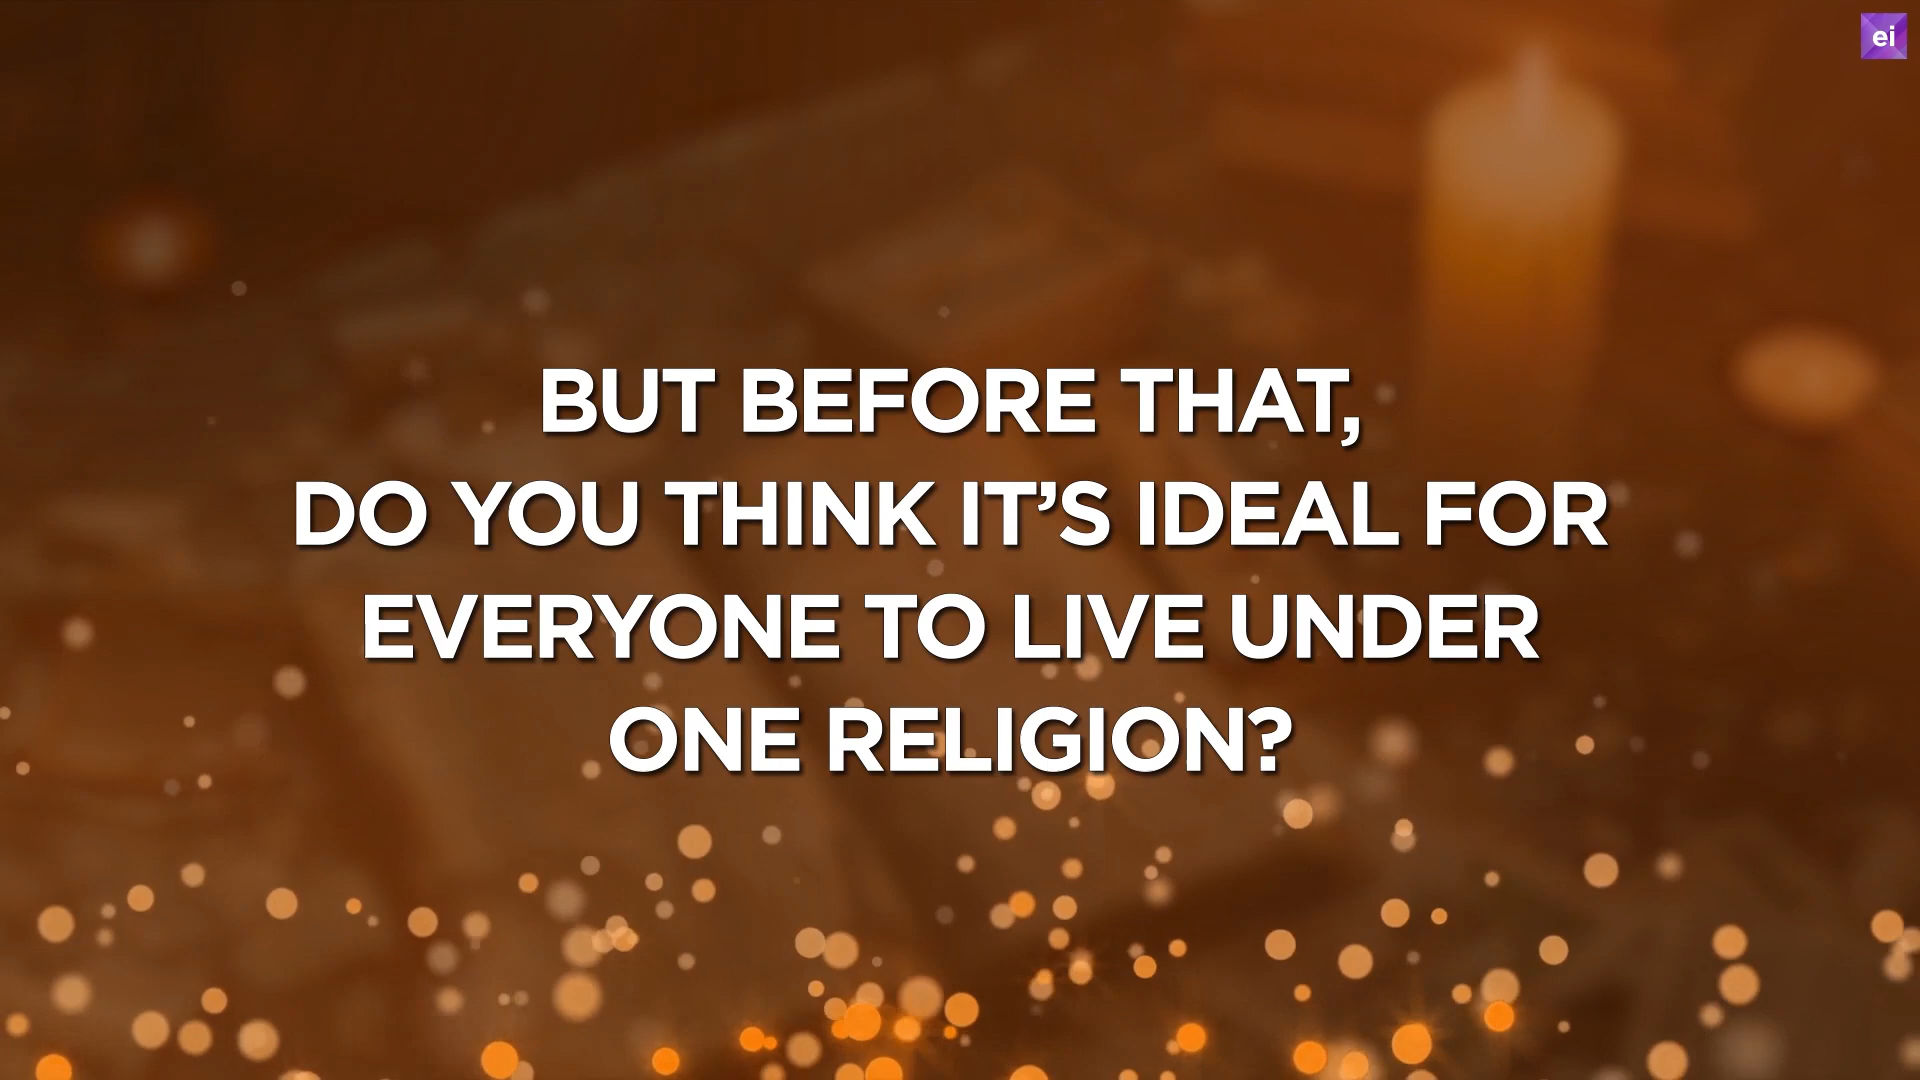 ei
BUT BEFORE THAT,
DO YOU THINK IT’S IDEAL FOR
EVERYONE TO LIVE UNDER
ONE RELIGION?